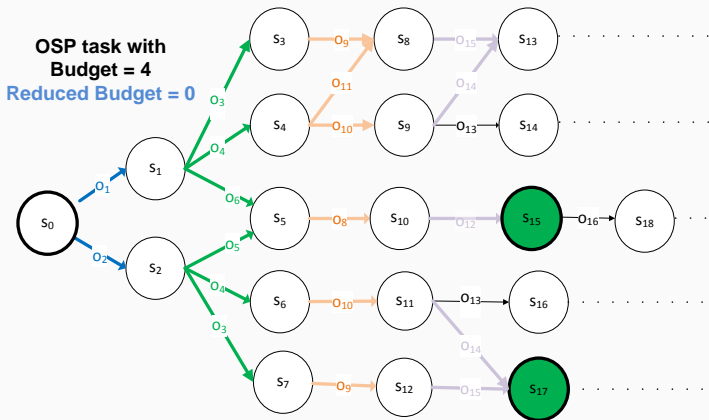 OSP task with
Budget = 4
Reduced Budget = 0
s3 o9 s8 o15 s13
o11 o14
o3
s4 o10 s9 o13 s14
o4
s1
o1 o6
s0 s5 o8 s10 o12 s15 o16 s18
o2 o5
s2
o4 s6 o10 s11 o13 s16
o3 o14
s7 o9 s12 o15 s17